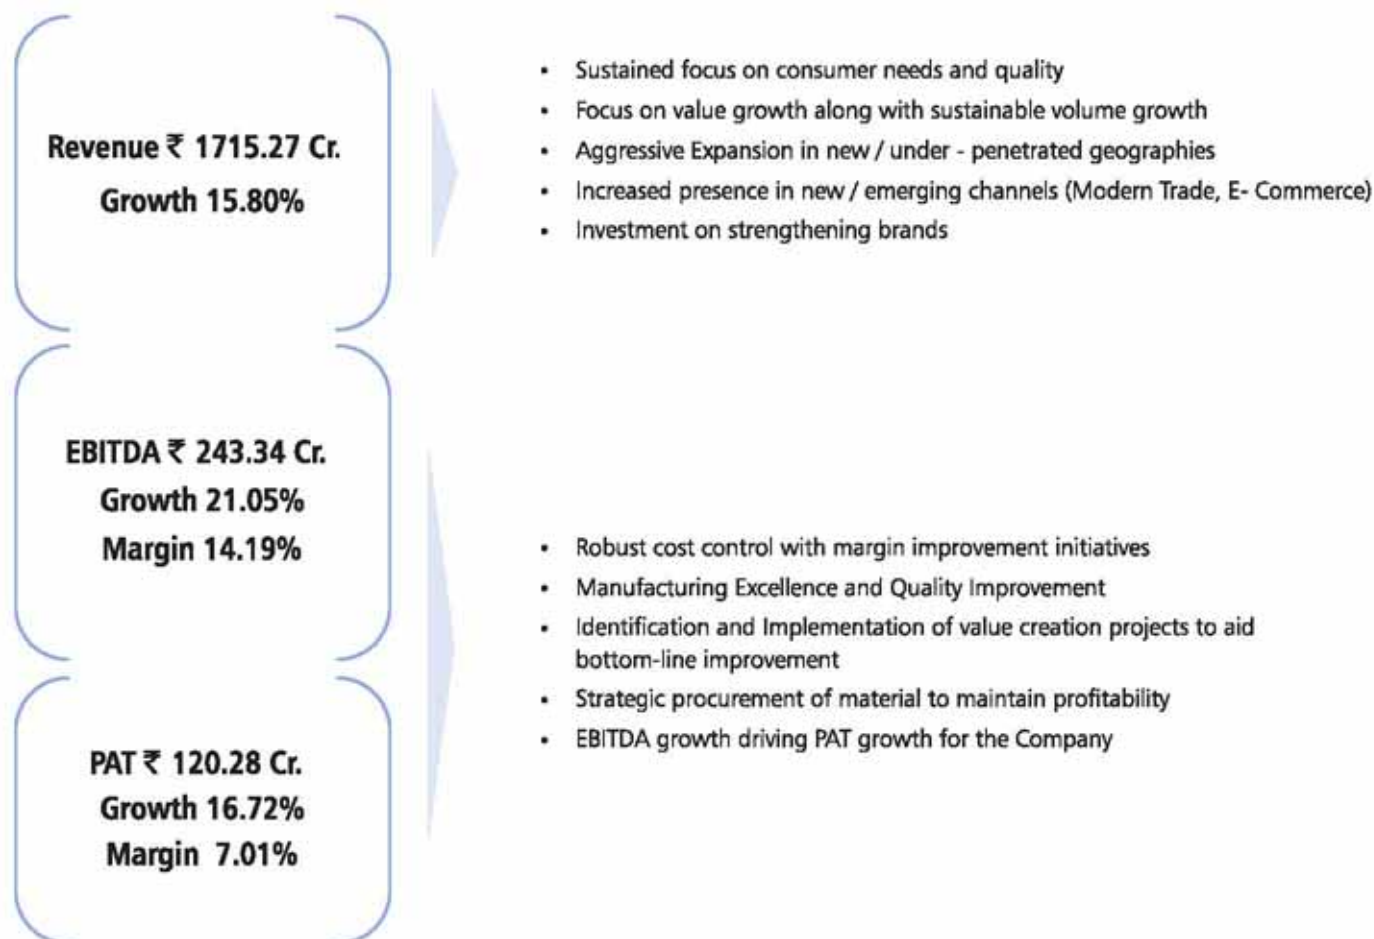 Revenue ₹ 1715.27 Cr.
Growth 15.80%
• Sustained focus on consumer needs and quality
• Focus on value growth along with sustainable volume growth
• Aggressive Expansion in new / under - penetrated geographies
• Increased presence in new / emerging channels (Modern Trade, E- Commerce)
• Investment on strengthening brands
EBITDA ₹ 243.34 Cr.
Growth 21.05%
Margin 14.19%
PAT ₹ 120.28 Cr.
Growth 16.72%
Margin 7.01%
• Robust cost control with margin improvement initiatives
• Manufacturing Excellence and Quality Improvement
• Identification and Implementation of value creation projects to aid
bottom-line improvement
• Strategic procurement of material to maintain profitability
• EBITDA growth driving PAT growth for the Company